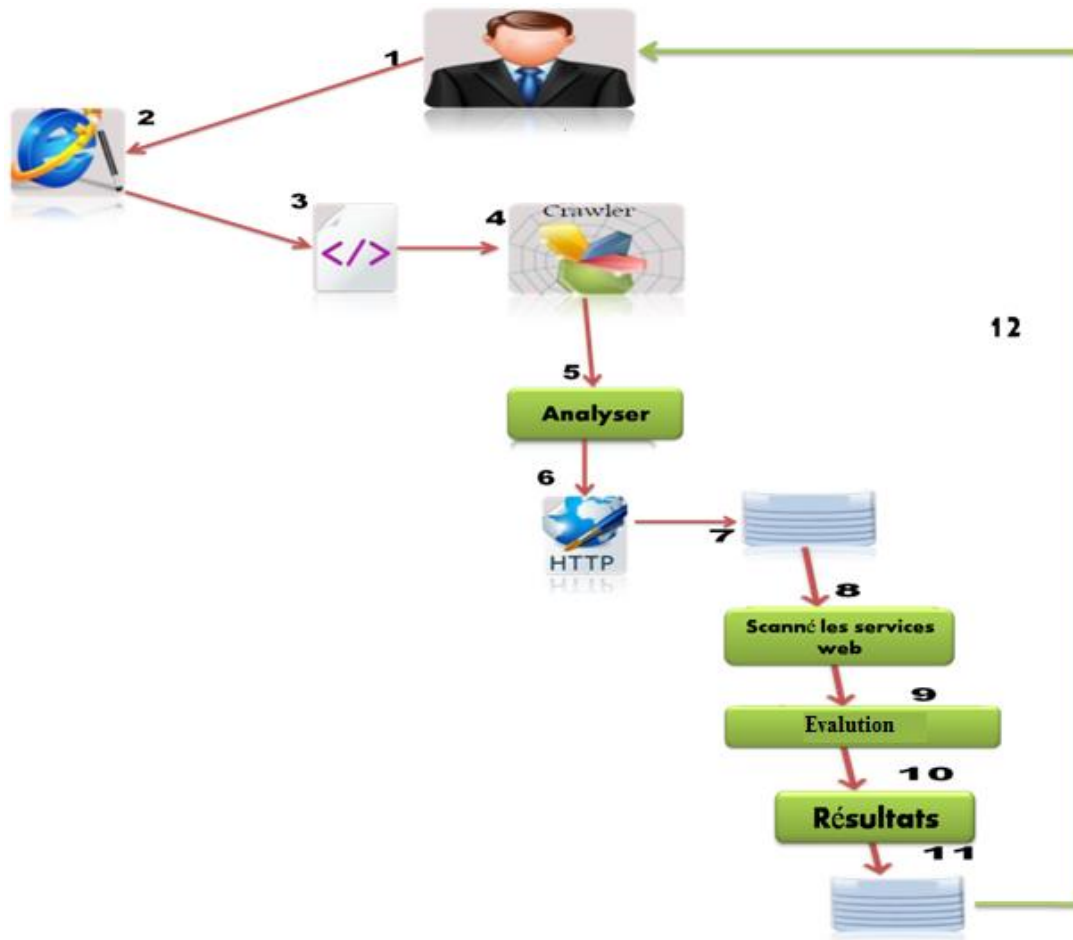 1
2
3
</>
4
Crawler
12
5
Analyser
6
HTTP
7
8
Scanné les services
web
9
Evalution
10
Résultats
11